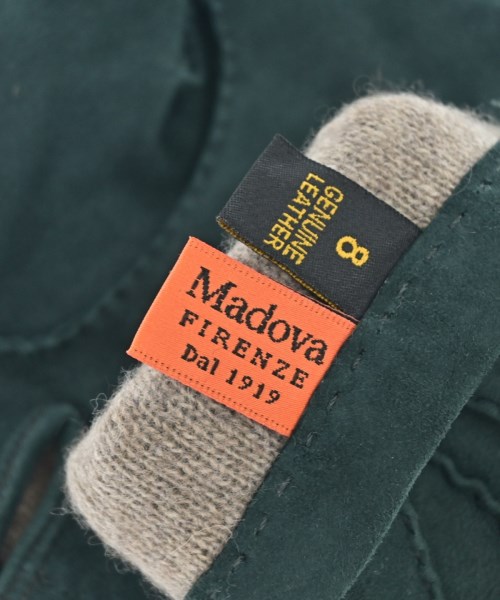 8
GENUINE
LEATHER
Madova
FIRENZE
Dal 1919